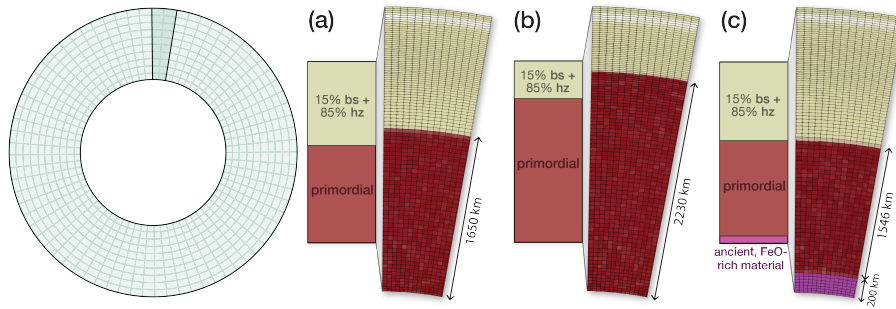 (a)
15% bs +
85% hz
primordial
1650 km
(b)
15% bs +
85% hz
primordial
2230 km
(c)
15% bs +
85% hz
primordial
ancient, FeO-
rich material
1546 km
200 km